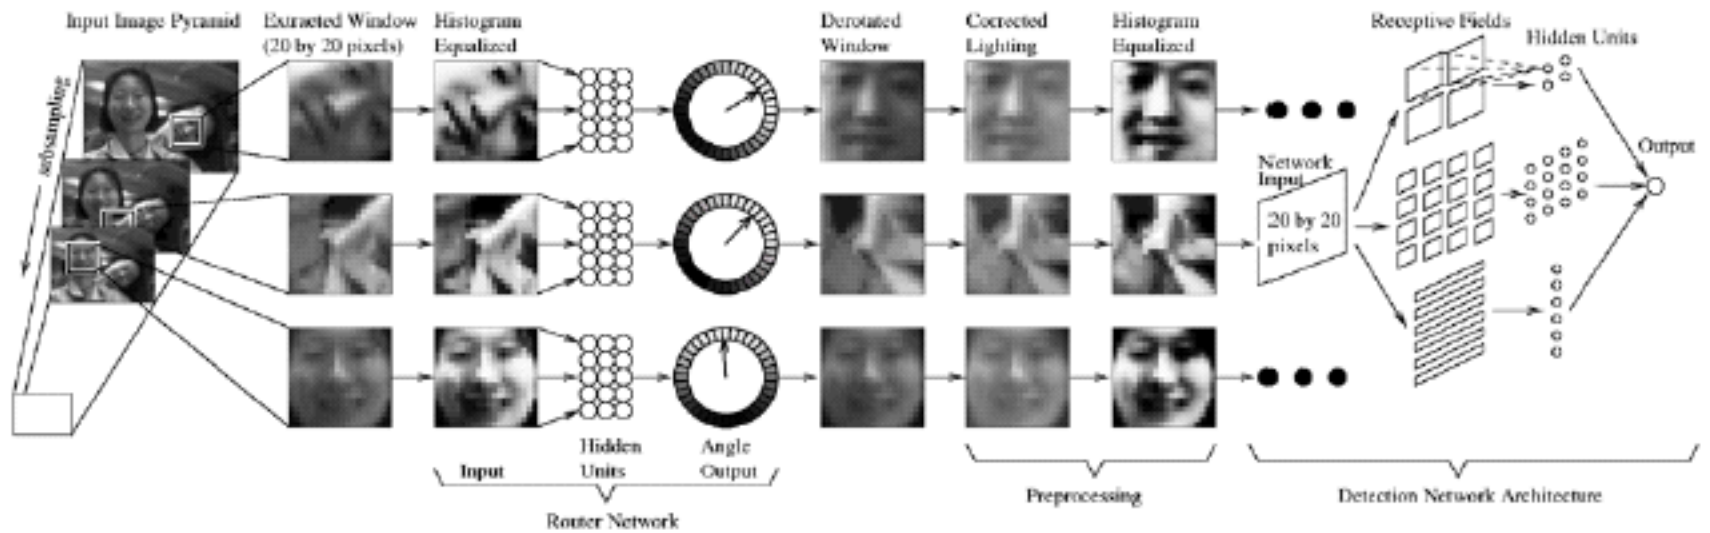 Input Image Pyramid
Extracted Window
(20 by 20 pixels)
Histogram
Equalized
Derotated
Window
Corrected
Lighting
Histogram
Equalized
Receptive Fields
Hidden Units
subsampling
Network
Input
20 by 20
pixels
Output
Input
Hidden
Units
Angle
Output
Router Network
Preprocessing
Detection Network Architecture